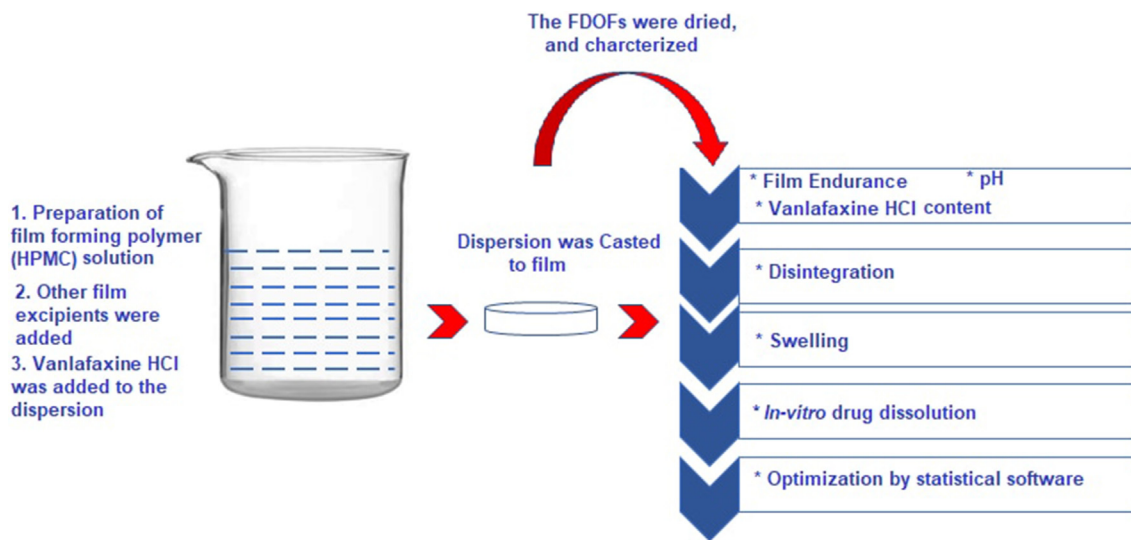 The FDOFs were dried,
and charcterized
1. Preparation of
film forming polymer
(HPMC) solution
2. Other film
excipients were
added
3. Vanlafaxine HCl
was added to the
dispersion
Dispersion was Casted
to film
* Film Endurance * pH
* Vanlafaxine HCl content
* Disintegration
* Swelling
* In-vitro drug dissolution
* Optimization by statistical software